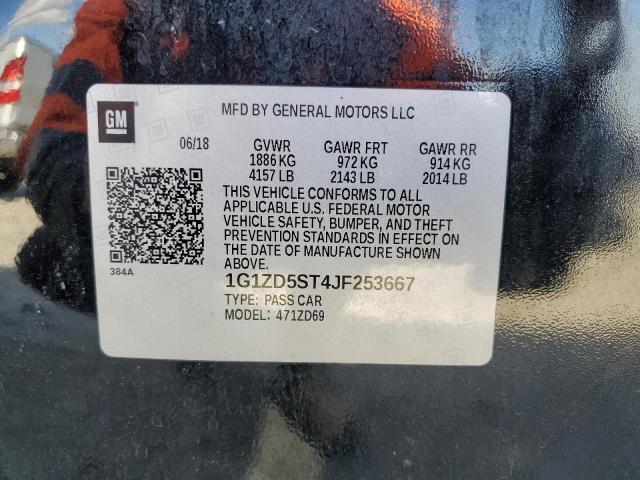 GM
MFD BY GENERAL MOTORS LLC
06/18 GVWR GAWR FRT GAWR RR
1886 KG 972 KG 914 KG
4157 LB 2143 LB 2014 LB
THIS VEHICLE CONFORMS TO ALL
APPLICABLE U.S. FEDERAL MOTOR
VEHICLE SAFETY, BUMPER, AND THEFT
PREVENTION STANDARDS IN EFFECT ON
THE DATE OF MANUFACTURE SHOWN
ABOVE.
384A
1G1ZD5ST4JF253667
TYPE: PASS CAR
MODEL: 471ZD69